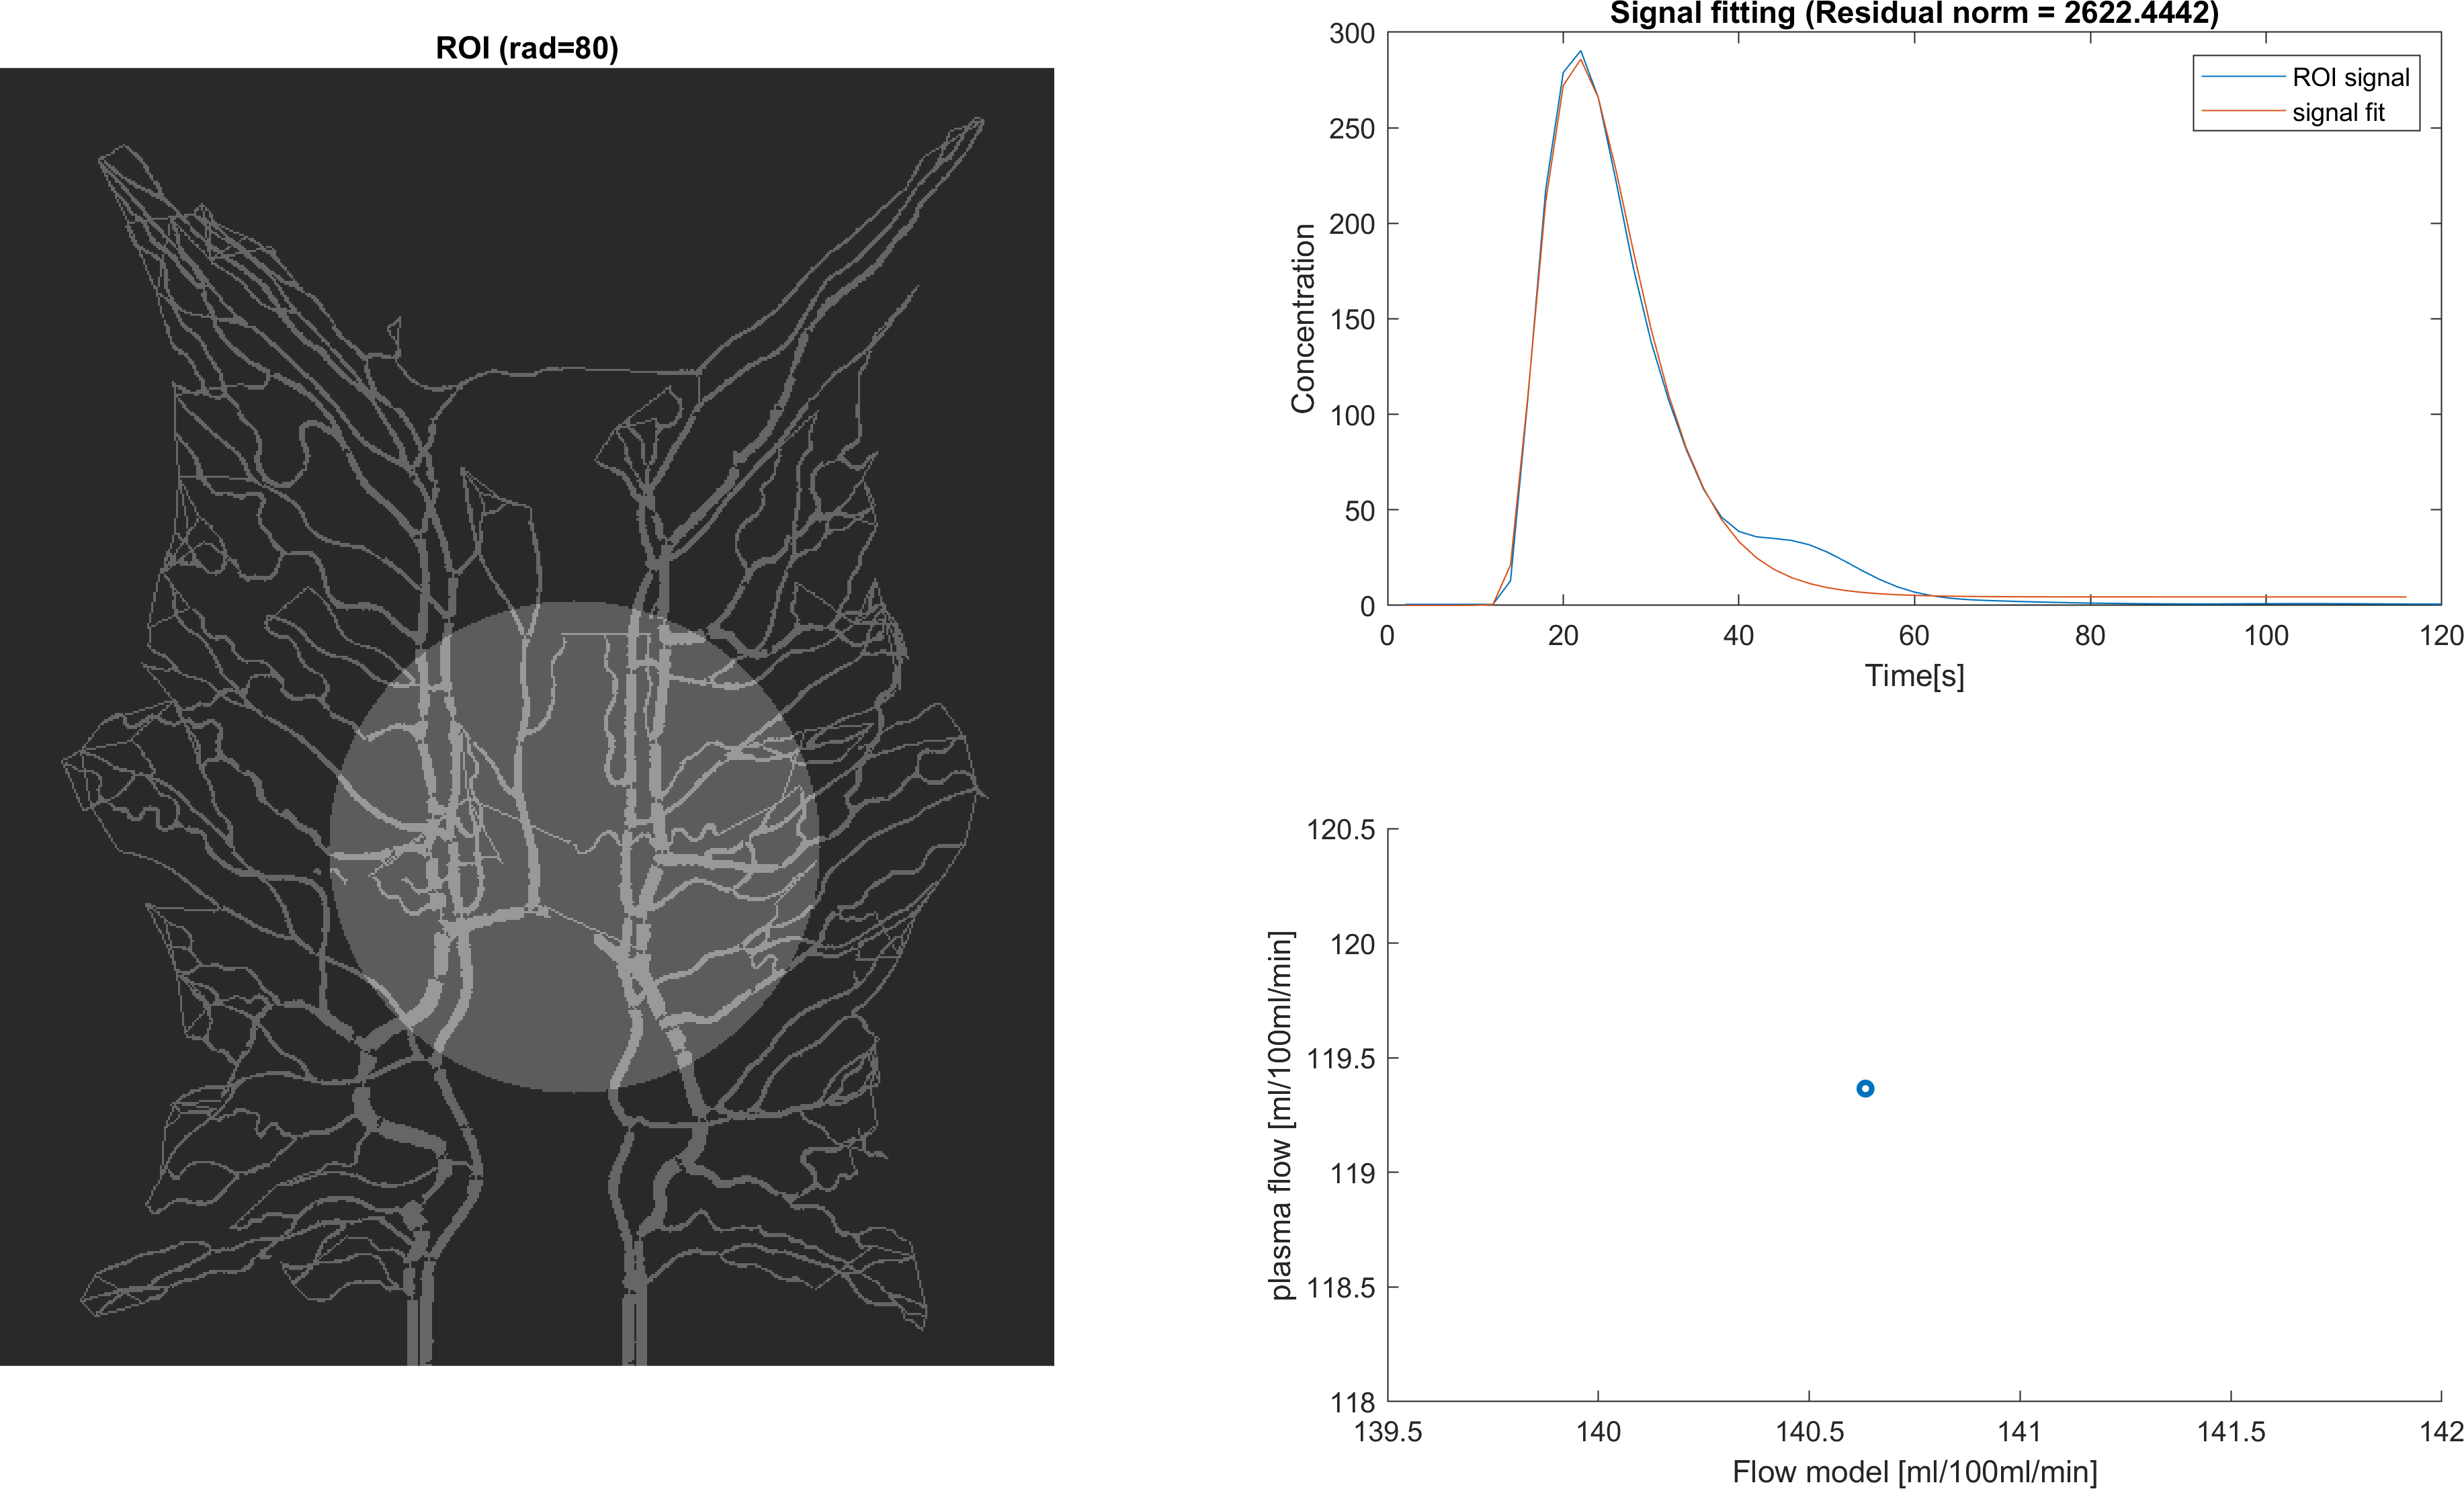 ROI (rad=80)
Signal fitting (Residual norm = 2622.4442)
300
250
200
150
100
50
0
Concentration
ROI signal
signal fit
0 20 40 60 80 100 120
Time[s]
120.5
120
119.5
119
118.5
118
plasma flow [ml/100ml/min]
139.5 140 140.5 141 141.5 142
Flow model [ml/100ml/min]